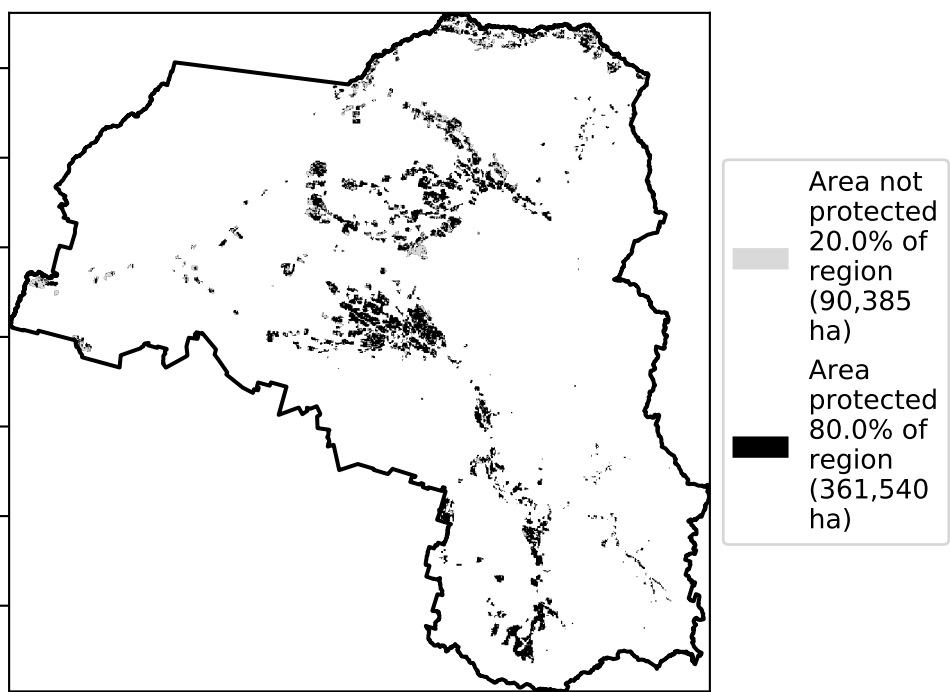 Area not
protected
20.0% of
region
(90,385
ha)
Area
protected
80.0% of
region
(361,540
ha)